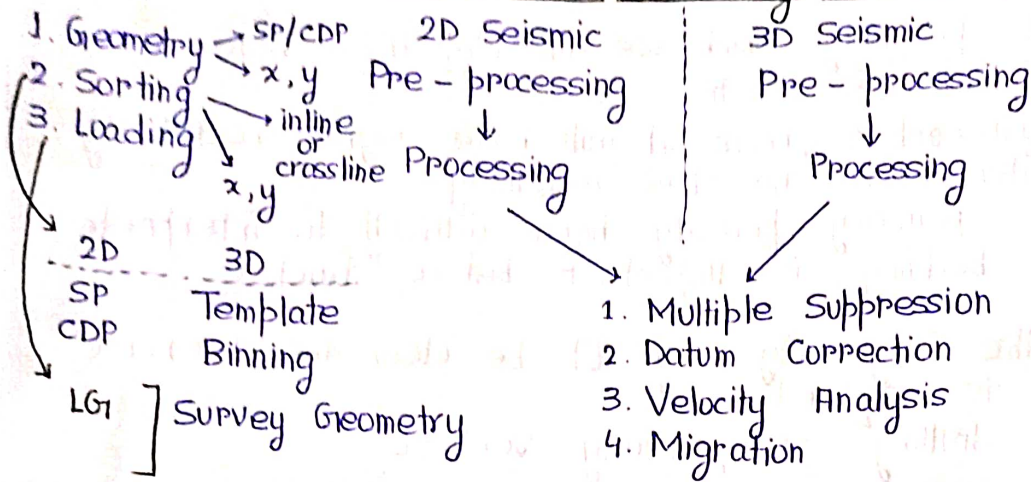 1. Geometry → SP/CDP
→ x, y
2. Sorting → inline
or
crossline
→ x, y
3. Loading
2D Seismic
Pre - processing
↓
Processing
3D Seismic
Pre - processing
↓
Processing
2D 3D
SP Template
CDP Binning
LG ] Survey Geometry
1. Multiple Suppression
2. Datum Correction
3. Velocity Analysis
4. Migration